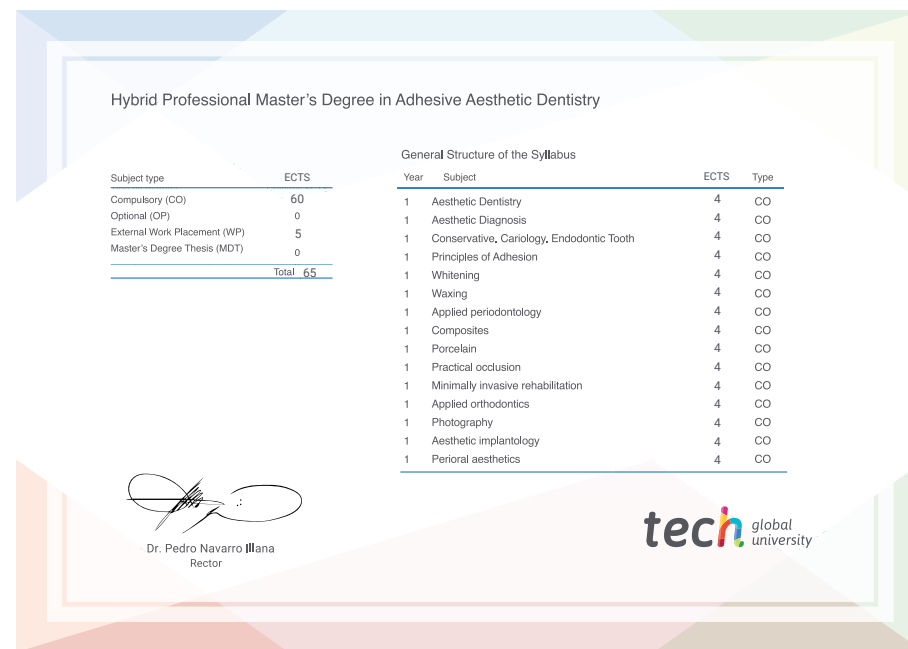 Hybrid Professional Master's Degree in Adhesive Aesthetic Dentistry
Subject type ECTS
Compulsory (CO) 60
Optional (OP) 0
External Work Placement (WP) 5
Master's Degree Thesis (MDT) 0
Total 65
General Structure of the Syllabus
Year Subject ECTS Type
1 Aesthetic Dentistry 4 CO
1 Aesthetic Diagnosis 4 CO
1 Conservative, Cariology, Endodontic Tooth 4 CO
1 Principles of Adhesion 4 CO
1 Whitening 4 CO
1 Waxing 4 CO
1 Applied periodontology 4 CO
1 Composites 4 CO
1 Porcelain 4 CO
1 Practical occlusion 4 CO
1 Minimally invasive rehabilitation 4 CO
1 Applied orthodontics 4 CO
1 Photography 4 CO
1 Aesthetic implantology 4 CO
1 Perioral aesthetics 4 CO
Dr. Pedro Navarro Illana
Rector
tech global
university